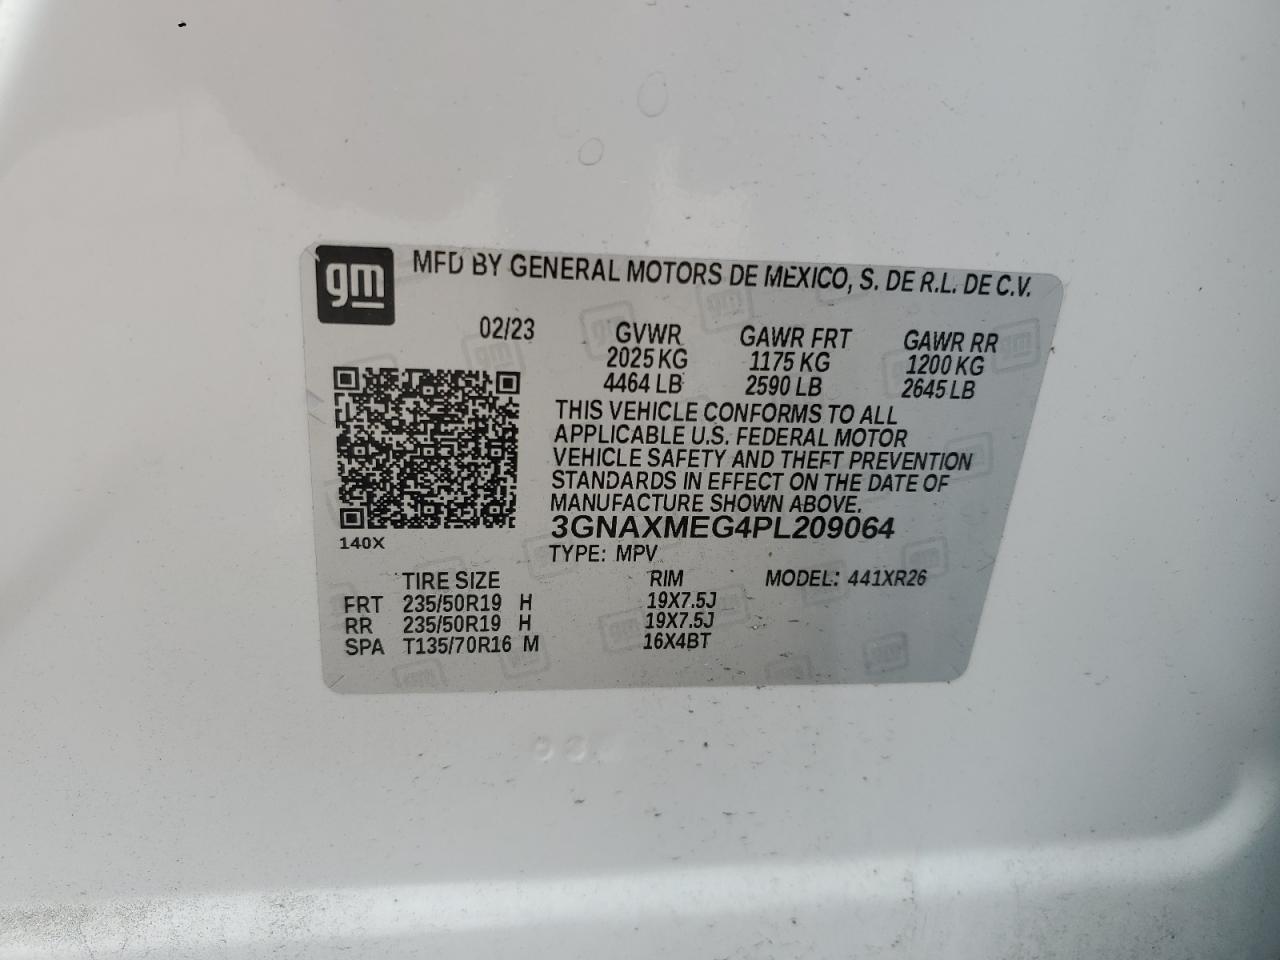 gm
MFD BY GENERAL MOTORS DE MEXICO, S. DE R.L. DE C.V.
02/23 GVWR GAWR FRT GAWR RR
2025 KG 1175 KG 1200 KG
4464 LB 2590 LB 2645 LB
THIS VEHICLE CONFORMS TO ALL
APPLICABLE U.S. FEDERAL MOTOR
VEHICLE SAFETY AND THEFT PREVENTION
STANDARDS IN EFFECT ON THE DATE OF
MANUFACTURE SHOWN ABOVE.
3GNAXMEG4PL209064
140X
TYPE: MPV
TIRE SIZE RIM MODEL: 441XR26
FRT 235/50R19 H 19X7.5J
RR 235/50R19 H 19X7.5J
SPA T135/70R16 M 16X4BT